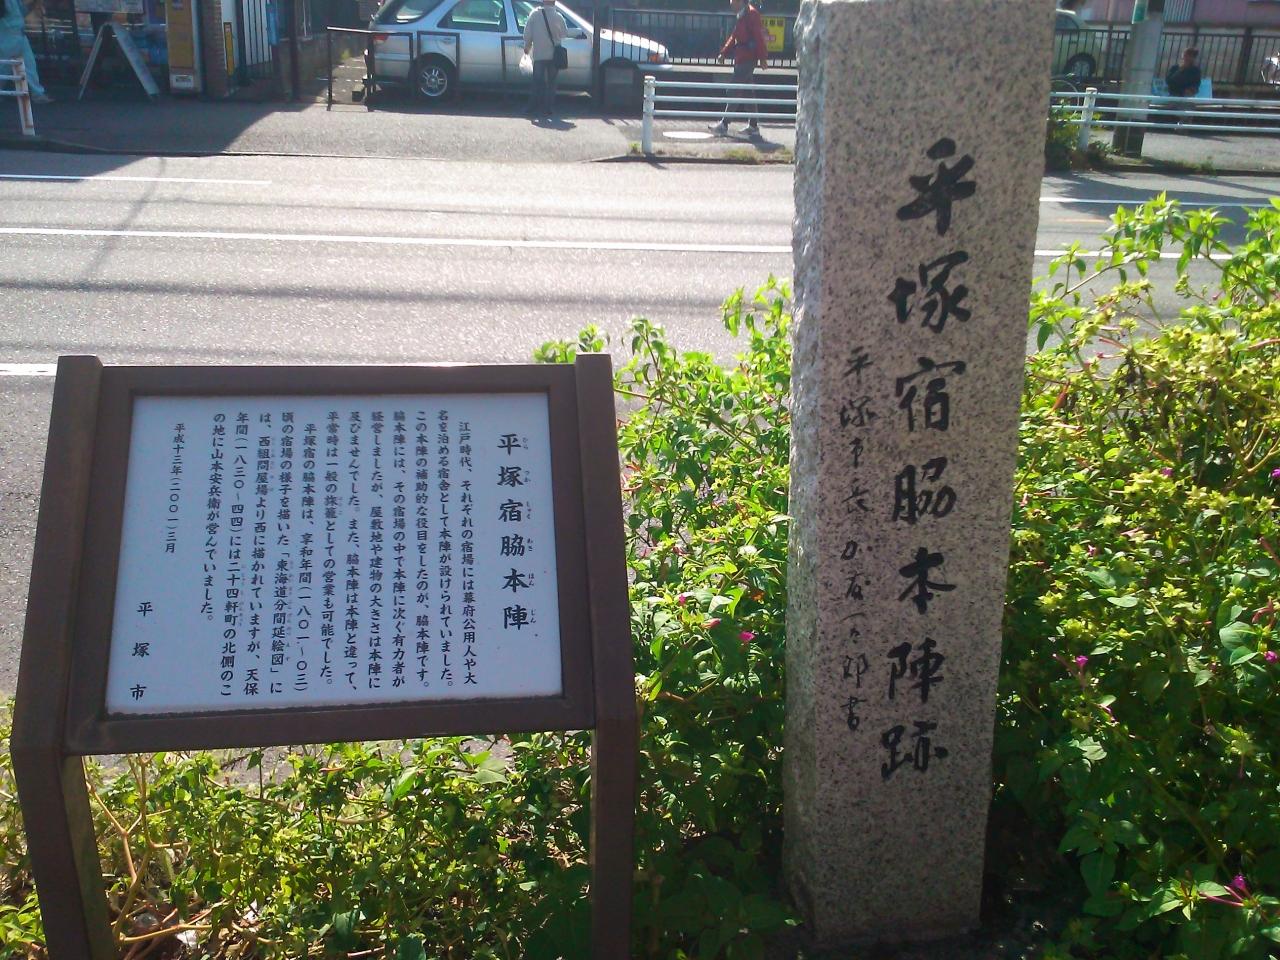 平塚宿脇本陣跡
平塚市長
書
平塚宿脇本陣
ひらつかしゅくわきほんじん
江戸時代、それぞれの宿場には幕府公用人や大
名を泊める宿舎として本陣が設けられていました。
この本陣の補助的な役目をしたのが、脇本陣です。
脇本陣には、その宿場の中で本陣に次ぐ有力者が
経営しましたが、屋敷地や建物の大きさは本陣に
及びませんでした。また、脇本陣は本陣と違って、
平常時は一般の旅籠としての営業も可能でした。
平塚宿の脇本陣は、享和年間(一八〇一~〇三)
頃の宿場の様子を描いた「東海道分間延絵図」に
は、西組問屋場より西に描かれていますが、天保
年間(一八三〇~四四)には二十四軒町の北側のこ
の地に山本安兵衛が営んでいました。
平成十三年(二〇〇一)三月
平塚市